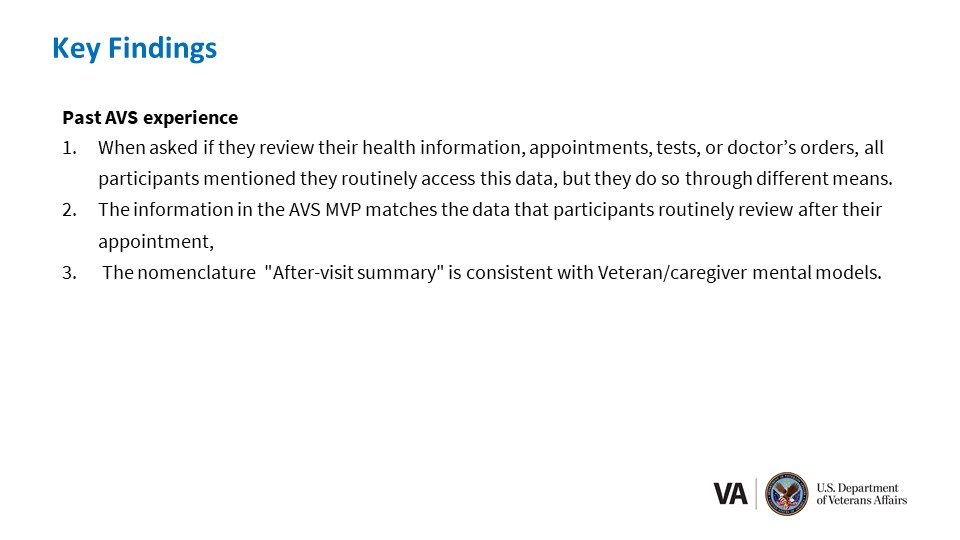 Key Findings
Past AVS experience
1. When asked if they review their health information, appointments, tests, or doctor’s orders, all
participants mentioned they routinely access this data, but they do so through different means.
2. The information in the AVS MVP matches the data that participants routinely review after their
appointment,
3. The nomenclature "After-visit summary" is consistent with Veteran/caregiver mental models.
VA
U.S. Department
of Veterans Affairs